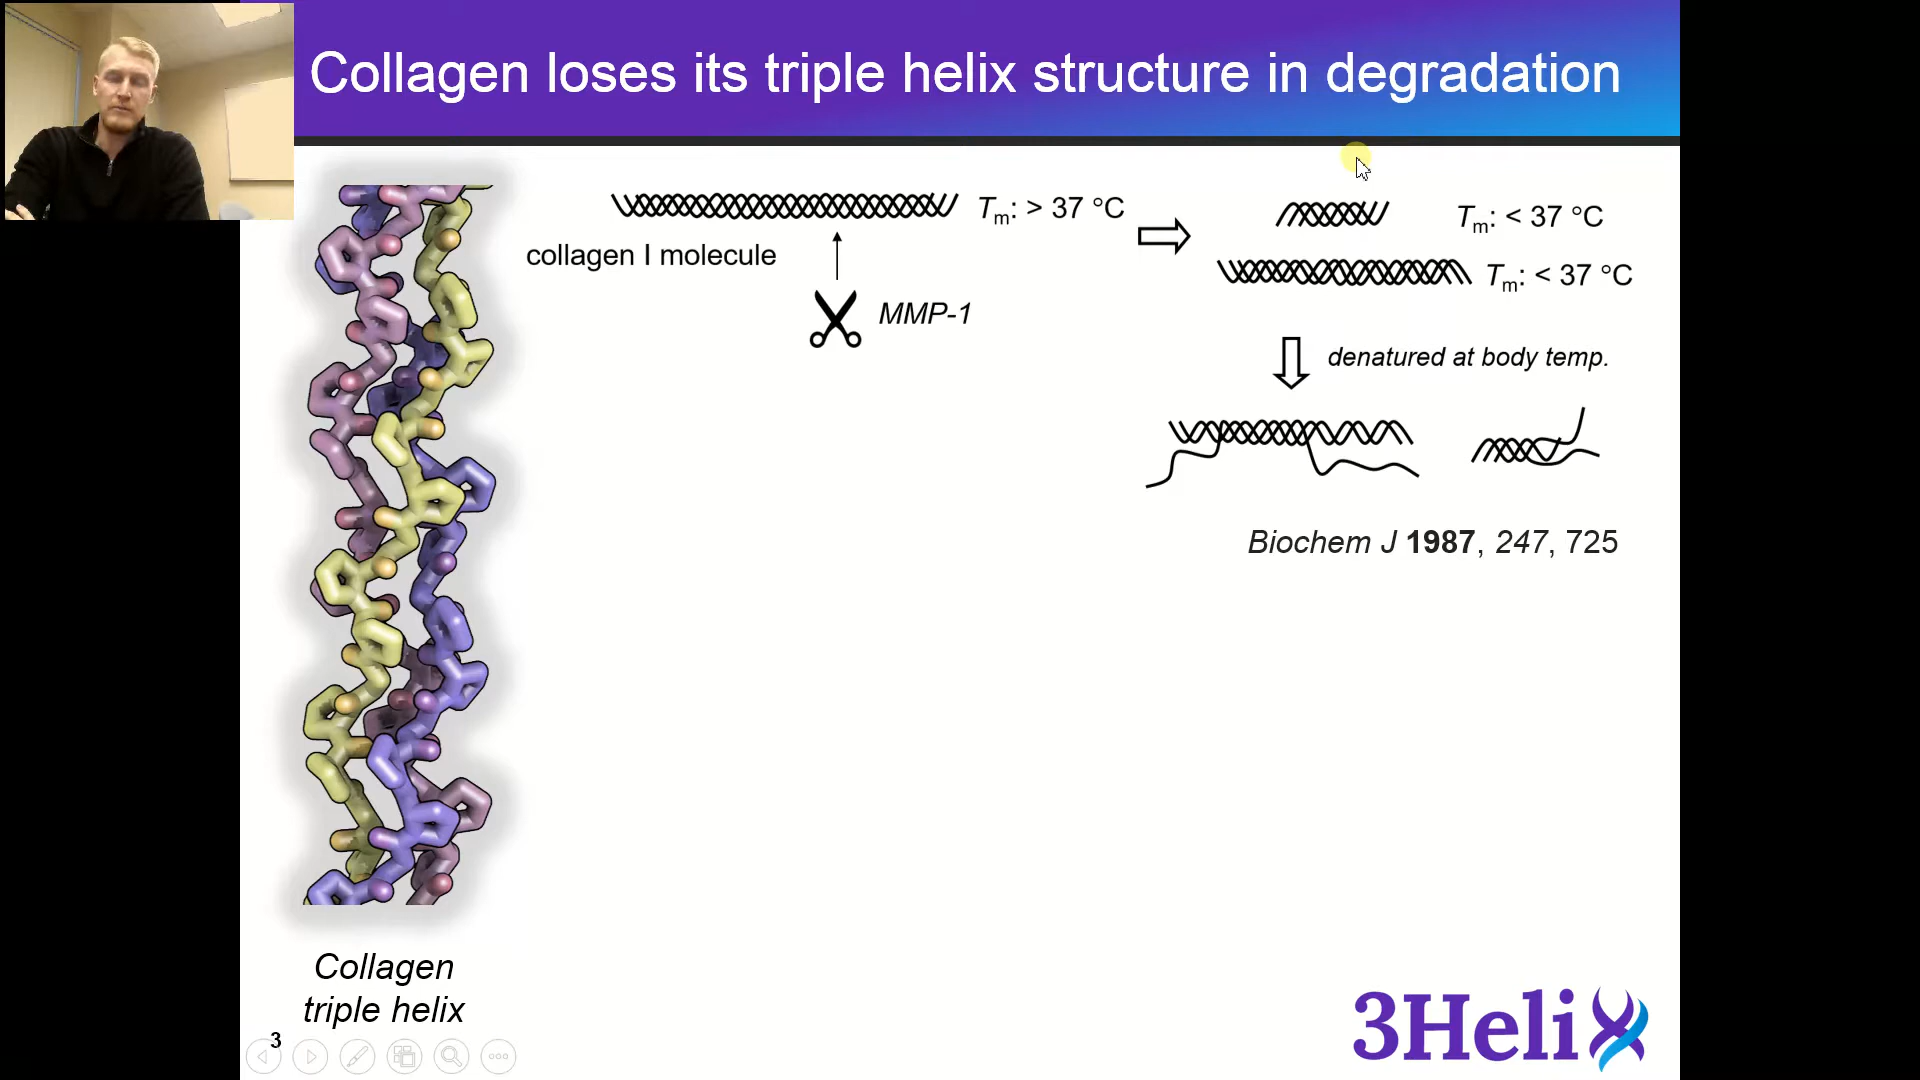 Collagen loses its triple helix structure in degradation
Tm: > 37 °C
collagen I molecule
MMP-1
Tm: < 37 °C
Tm: < 37 °C
denatured at body temp.
Biochem J 1987, 247, 725
Collagen
triple helix
3
3Helix